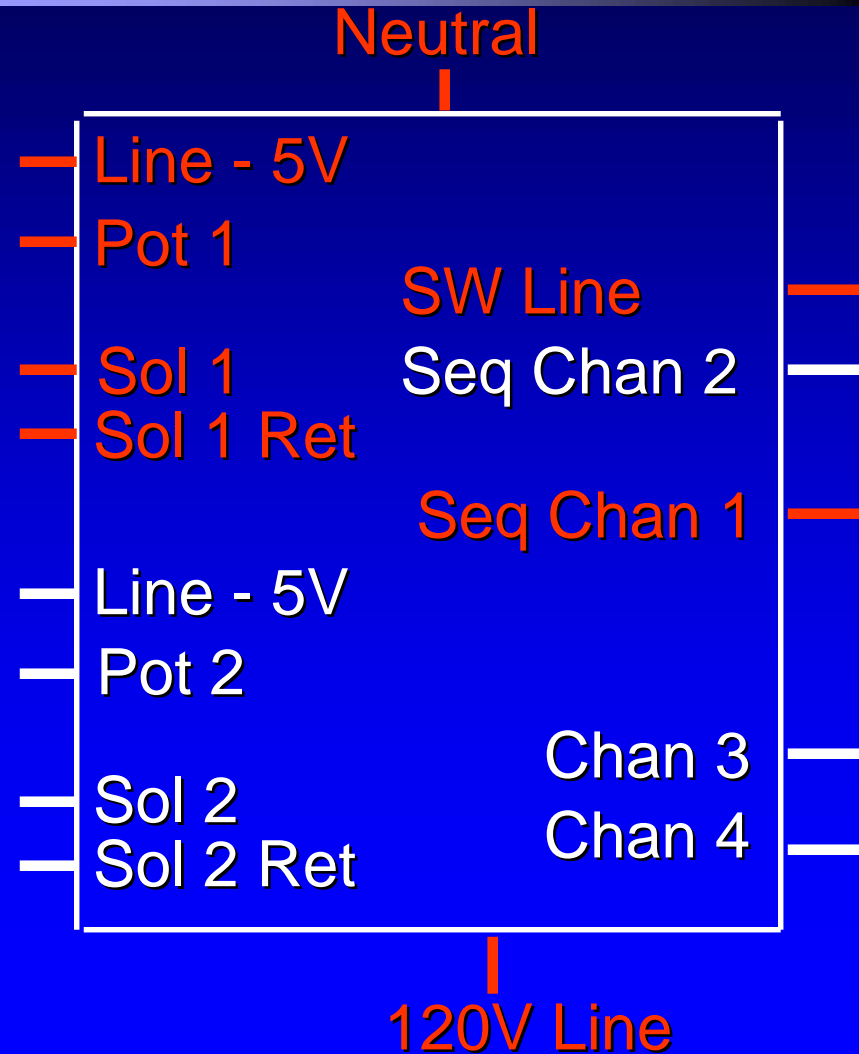 Neutral
Line - 5V
Pot 1
SW Line
Sol 1
Seq Chan 2
Sol 1 Ret
Seq Chan 1
Line - 5V
Pot 2
Chan 3
Sol 2
Chan 4
Sol 2 Ret
120V Line